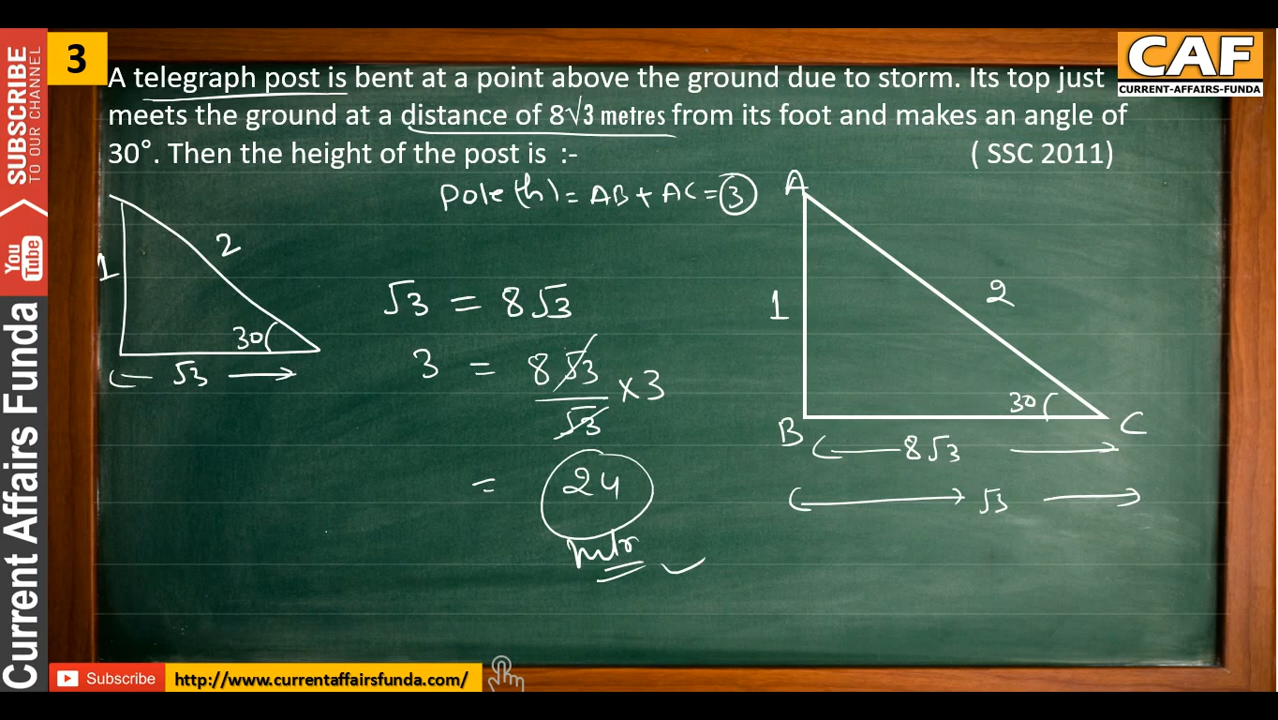 3
A telegraph post is bent at a point above the ground due to storm. Its top just
meets the ground at a distance of 8√3 metres from its foot and makes an angle of
30°. Then the height of the post is :- ( SSC 2011)
CAF
CURRENT-AFFAIRS-FUNDA
Pole (h) = AB + AC = 3
1
2
30
√3
√3 = 8√3
3 = 8√3/√3 × 3
= 24
mtr
A
1
2
30
B
C
8√3
√3
SUBSCRIBE
TO OUR CHANNEL
You Tube
Current Affairs Funda
Subscribe
http://www.currentaffairsfunda.com/